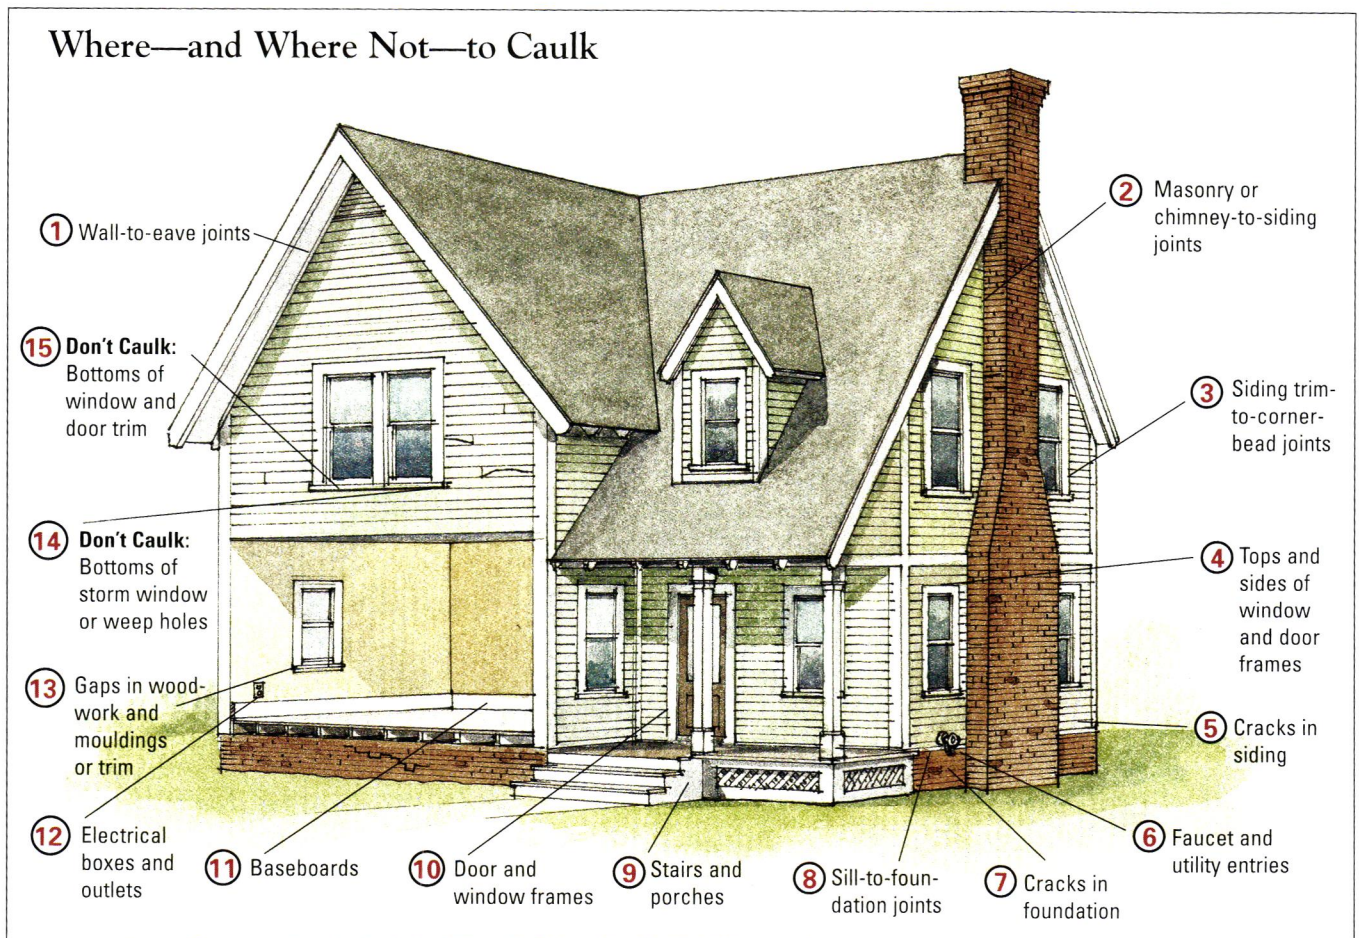 Where—and Where Not—to Caulk
1 Wall-to-eave joints
2 Masonry or
chimney-to-siding
joints
3 Siding trim-
to-corner-
bead joints
4 Tops and
sides of
window
and door
frames
5 Cracks in
siding
6 Faucet and
utility entries
7 Cracks in
foundation
8 Sill-to-foun-
dation joints
9 Stairs and
porches
10 Door and
window frames
11 Baseboards
12 Electrical
boxes and
outlets
13 Gaps in wood-
work and
mouldings
or trim
14 Don't Caulk:
Bottoms of
storm window
or weep holes
15 Don't Caulk:
Bottoms of
window and
door trim